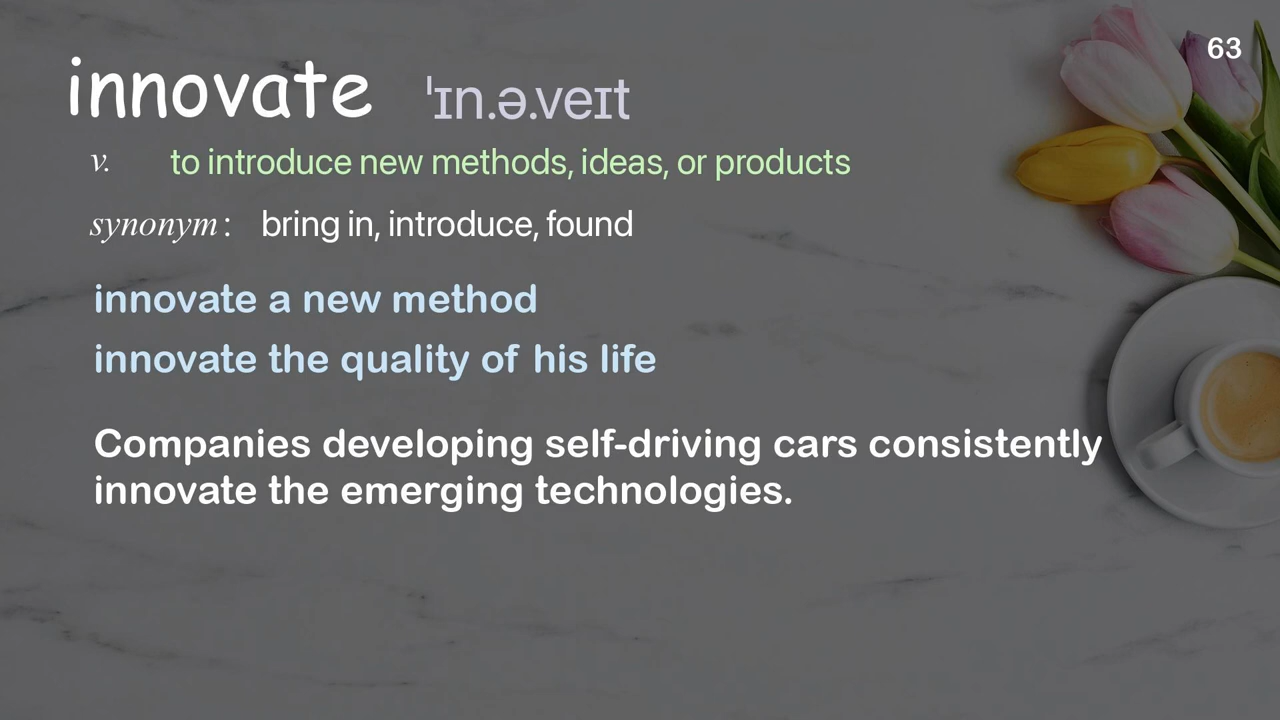 63
innovate ˈɪn.ə.veɪt
v. to introduce new methods, ideas, or products
synonym: bring in, introduce, found
innovate a new method
innovate the quality of his life
Companies developing self-driving cars consistently
innovate the emerging technologies.